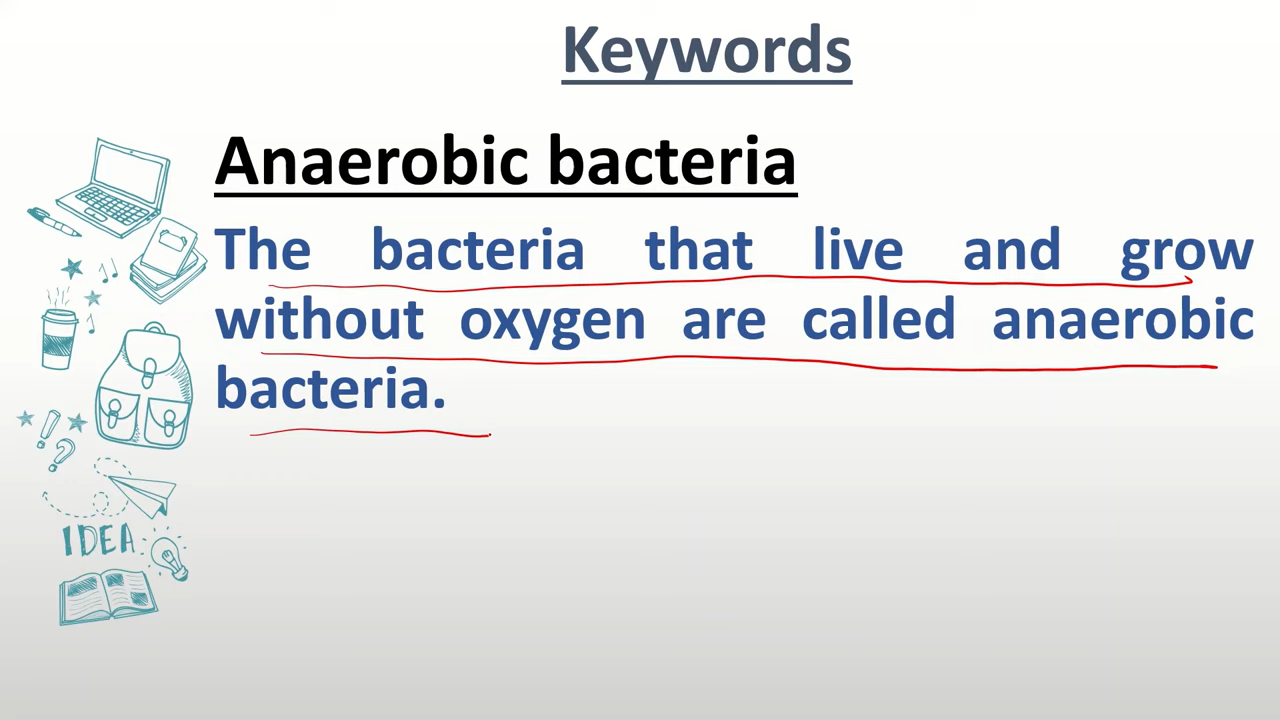 Keywords
Anaerobic bacteria
The bacteria that live and grow
without oxygen are called anaerobic
bacteria.
IDEA